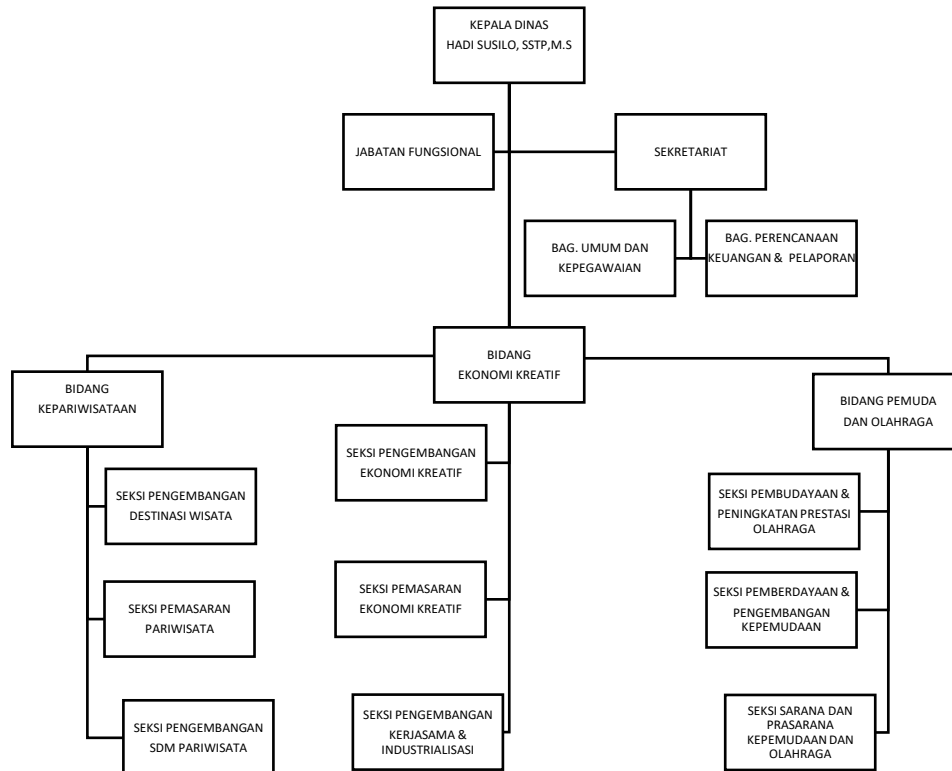 KEPALA DINAS
HADI SUSILO, SSTP,M.S
JABATAN FUNGSIONAL
SEKRETARIAT
BAG. UMUM DAN
KEPEGAWAIAN
BAG. PERENCANAAN
KEUANGAN & PELAPORAN
BIDANG
EKONOMI KREATIF
BIDANG
KEPARIWISATAAN
BIDANG PEMUDA
DAN OLAHRAGA
SEKSI PENGEMBANGAN
DESTINASI WISATA
SEKSI PEMASARAN
PARIWISATA
SEKSI PENGEMBANGAN
SDM PARIWISATA
SEKSI PENGEMBANGAN
EKONOMI KREATIF
SEKSI PEMASARAN
EKONOMI KREATIF
SEKSI PENGEMBANGAN
KERJASAMA &
INDUSTRIALISASI
SEKSI PEMBUDAYAAN &
PENINGKATAN PRESTASI
OLAHRAGA
SEKSI PEMBERDAYAAN &
PENGEMBANGAN
KEPEMUDAAN
SEKSI SARANA DAN
PRASARANA
KEPEMUDAAN DAN
OLAHRAGA